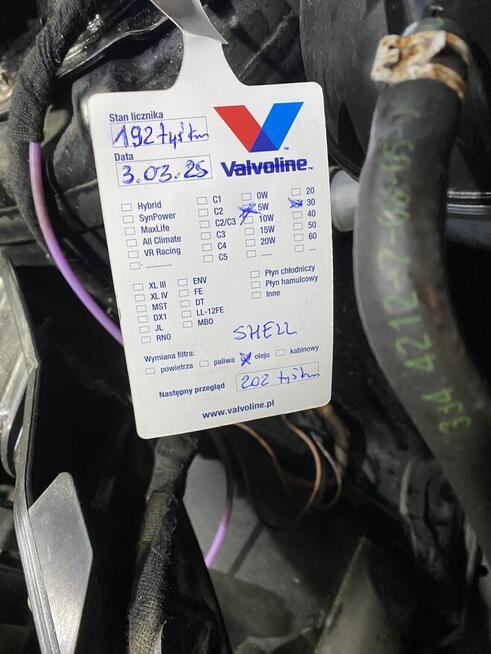 Stan licznika
192 tyś km
Data
3.03.25
Valvoline™
Hybrid
SynPower
MaxLife
All Climate
VR Racing
C1
C2
C2/C3
C3
C4
C5
0W
5W
10W
15W
20W
20
30
40
50
60
XL III
XL IV
MST
DX1
JL
RN0
ENV
FE
DT
LL-12FE
MB0
Płyn chłodniczy
Płyn hamulcowy
Inne
SHELL
Wymiana filtra:
powietrza paliwa oleju kabinowy
Następny przegląd 202 tyś km
www.valvoline.pl